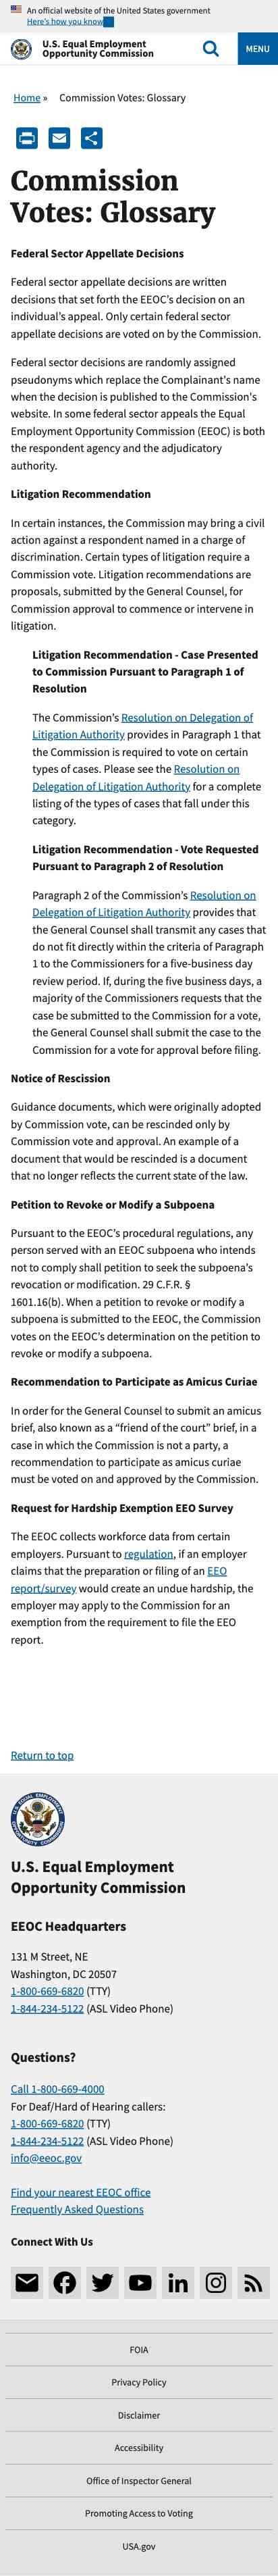 An official website of the United States government
Here's how you know
U.S. Equal Employment
Opportunity Commission
MENU
Home » Commission Votes: Glossary
Commission
Votes: Glossary
Federal Sector Appellate Decisions
Federal sector appellate decisions are written
decisions that set forth the EEOC's decision on an
individual's appeal. Only certain federal sector
appellate decisions are voted on by the Commission.
Federal sector decisions are randomly assigned
pseudonyms which replace the Complainant's name
when the decision is published to the Commission's
website. In some federal sector appeals the Equal
Employment Opportunity Commission (EEOC) is both
the respondent agency and the adjudicatory
authority.
Litigation Recommendation
In certain instances, the Commission may bring a civil
action against a respondent named in a charge of
discrimination. Certain types of litigation require a
Commission vote. Litigation recommendations are
proposals, submitted by the General Counsel, for
Commission approval to commence or intervene in
litigation.
Litigation Recommendation - Case Presented
to Commission Pursuant to Paragraph 1 of
Resolution
The Commission's Resolution on Delegation of
Litigation Authority provides in Paragraph 1 that
the Commission is required to vote on certain
types of cases. Please see the Resolution on
Delegation of Litigation Authority for a complete
listing of the types of cases that fall under this
category.
Litigation Recommendation - Vote Requested
Pursuant to Paragraph 2 of Resolution
Paragraph 2 of the Commission's Resolution on
Delegation of Litigation Authority provides that
the General Counsel shall transmit any cases that
do not fit directly within the criteria of Paragraph
1 to the Commissioners for a five-business day
review period. If, during the five business days, a
majority of the Commissioners requests that the
case be submitted to the Commission for a vote,
the General Counsel shall submit the case to the
Commission for a vote for approval before filing.
Notice of Rescission
Guidance documents, which were originally adopted
by Commission vote, can be rescinded only by
Commission vote and approval. An example of a
document that would be rescinded is a document
that no longer reflects the current state of the law.
Petition to Revoke or Modify a Subpoena
Pursuant to the EEOC's procedural regulations, any
person served with an EEOC subpoena who intends
not to comply shall petition to seek the subpoena's
revocation or modification. 29 C.F.R. §
1601.16(b). When a petition to revoke or modify a
subpoena is submitted to the EEOC, the Commission
votes on the EEOC's determination on the petition to
revoke or modify a subpoena.
Recommendation to Participate as Amicus Curiae
In order for the General Counsel to submit an amicus
brief, also known as a "friend of the court" brief, in a
case in which the Commission is not a party, a
recommendation to participate as amicus curiae
must be voted on and approved by the Commission.
Request for Hardship Exemption EEO Survey
The EEOC collects workforce data from certain
employers. Pursuant to regulation, if an employer
claims that the preparation or filing of an EEO
report/survey would create an undue hardship, the
employer may apply to the Commission for an
exemption from the requirement to file the EEO
report.
Return to top
U.S. Equal Employment
Opportunity Commission
EEOC Headquarters
131 M Street, NE
Washington, DC 20507
1-800-669-6820 (TTY)
1-844-234-5122 (ASL Video Phone)
Questions?
Call 1-800-669-4000
For Deaf/Hard of Hearing callers:
1-800-669-6820 (TTY)
1-844-234-5122 (ASL Video Phone)
info@eeoc.gov
Find your nearest EEOC office
Frequently Asked Questions
Connect With Us
FOIA
Privacy Policy
Disclaimer
Accessibility
Office of Inspector General
Promoting Access to Voting
USA.gov